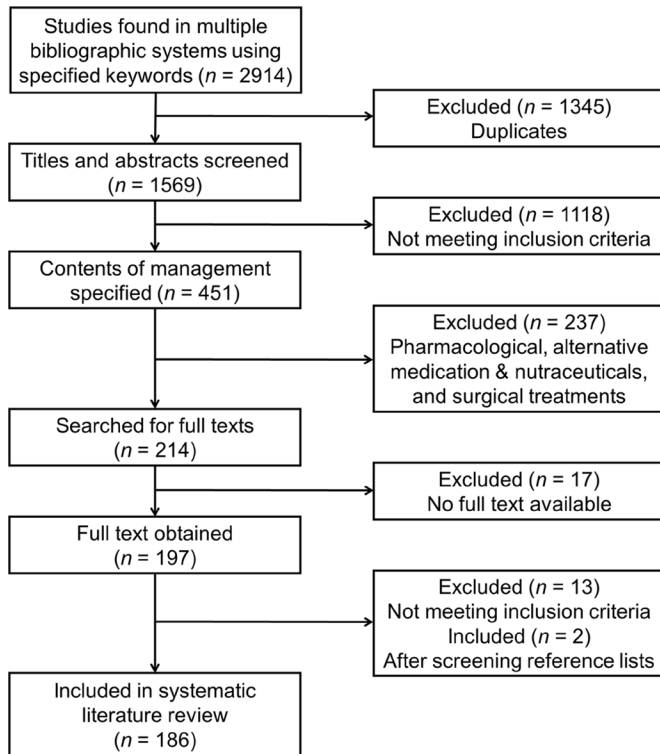 Studies found in multiple
bibliographic systems using
specified keywords (n = 2914)
Excluded (n = 1345)
Duplicates
Titles and abstracts screened
(n = 1569)
Excluded (n = 1118)
Not meeting inclusion criteria
Contents of management
specified (n = 451)
Excluded (n = 237)
Pharmacological, alternative
medication & nutraceuticals,
and surgical treatments
Searched for full texts
(n = 214)
Excluded (n = 17)
No full text available
Full text obtained
(n = 197)
Excluded (n = 13)
Not meeting inclusion criteria
Included (n = 2)
After screening reference lists
Included in systematic
literature review
(n = 186)